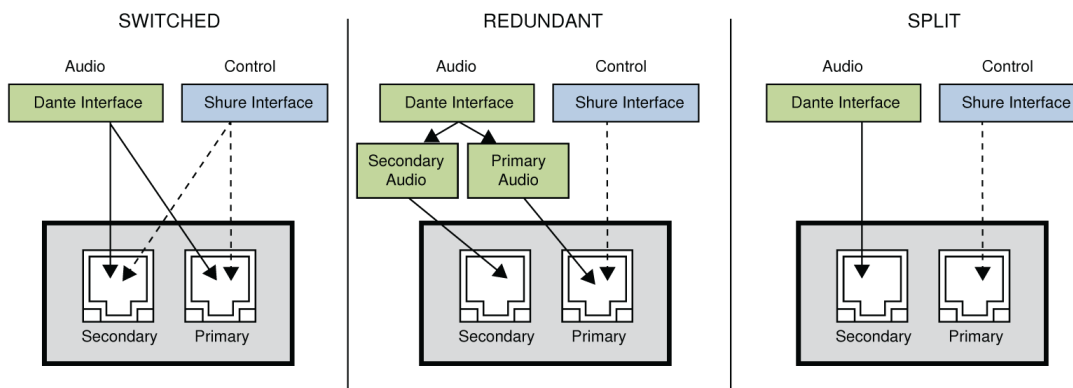 SWITCHED
Audio
Control
Dante Interface
Shure Interface
Secondary
Primary
REDUNDANT
Audio
Control
Dante Interface
Shure Interface
Secondary
Audio
Primary
Audio
Secondary
Primary
SPLIT
Audio
Control
Dante Interface
Shure Interface
Secondary
Primary